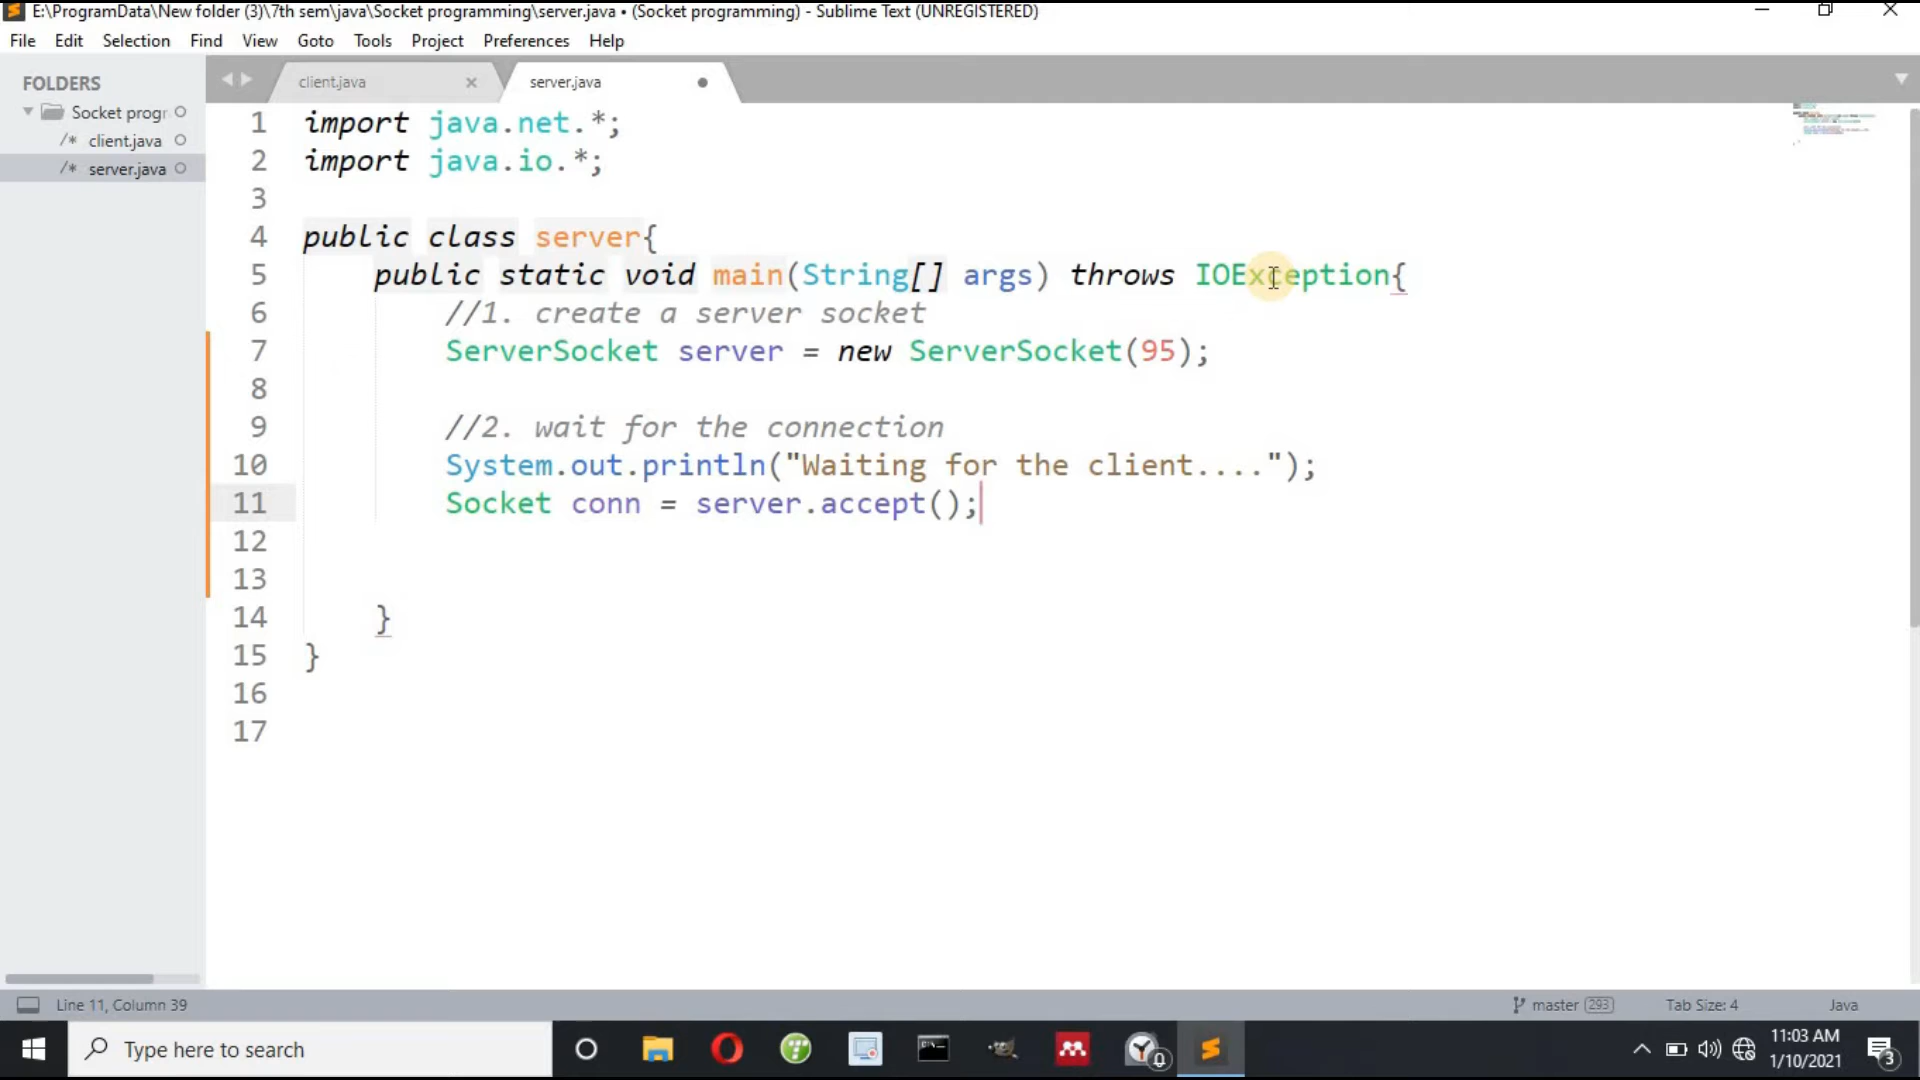 E:\ProgramData\New folder (3)\7th sem\java\Socket programming\server.java • (Socket programming) - Sublime Text (UNREGISTERED)
File Edit Selection Find View Goto Tools Project Preferences Help
FOLDERS
Socket progr
/* client.java
/* server.java
client.java × server.java
1 import java.net.*;
2 import java.io.*;
3
4 public class server{
5 public static void main(String[] args) throws IOException{
6 //1. create a server socket
7 ServerSocket server = new ServerSocket(95);
8
9 //2. wait for the connection
10 System.out.println("Waiting for the client....");
11 Socket conn = server.accept();
12
13
14 }
15 }
16
17
Line 11, Column 39 master 293 Tab Size: 4 Java
Type here to search
11:03 AM
1/10/2021
3